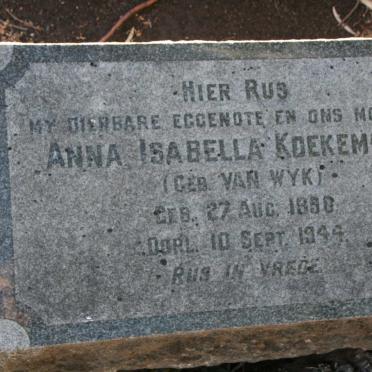 HIER RUS
MY DIERBARE EGGENOTE EN ONS MO
ANNA ISABELLA KOEKEM
(GEB. VAN WYK)
GEB. 27 AUG. 1880.
OORL. 10 SEPT. 1944.
RUS IN VREDE.